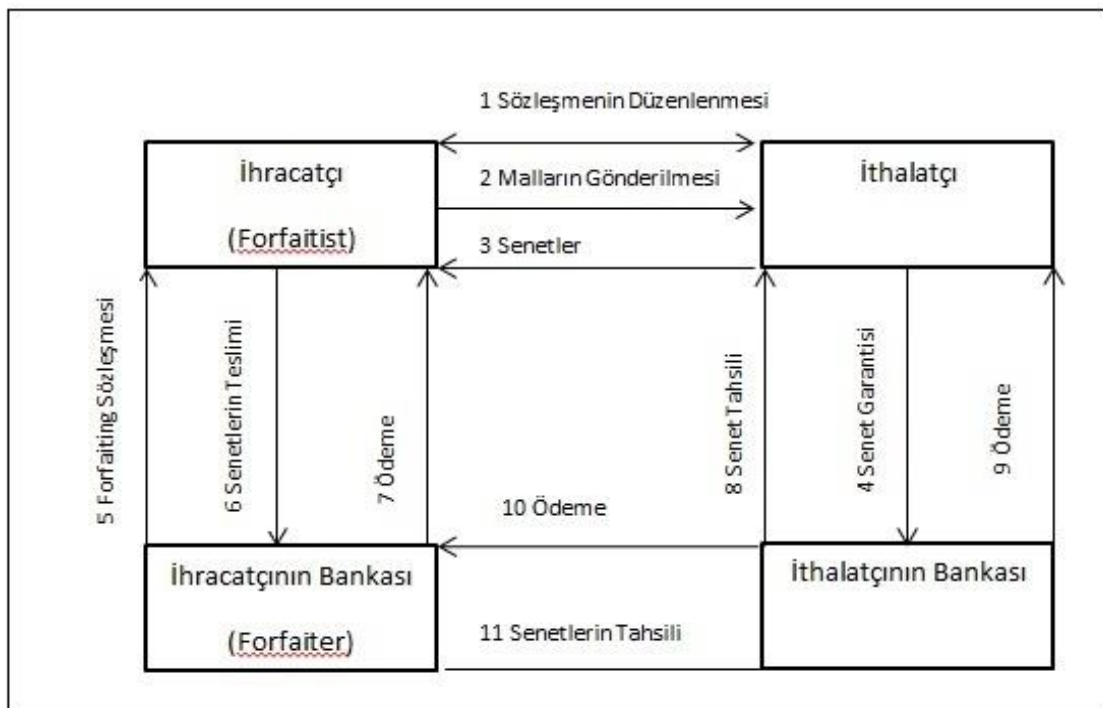 1 Sözleşmenin Düzenlenmesi
İhracatçı
(Forfaitist)
2 Malların Gönderilmesi
3 Senetler
İthalatçı
5 Forfaiting Sözleşmesi
6 Senetlerin Teslimi
7 Ödeme
8 Senet Tahsili
4 Senet Garantisi
9 Ödeme
10 Ödeme
İhracatçının Bankası
(Forfaiter)
11 Senetlerin Tahsili
İthalatçının Bankası